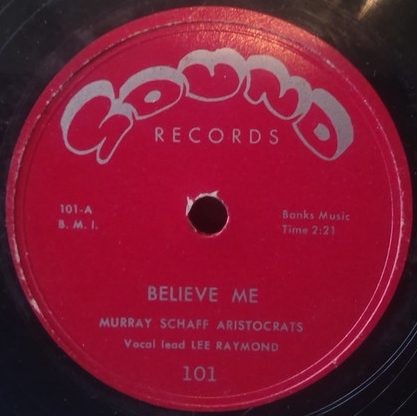 SOUND
RECORDS
101-A
B. M. I.
Banks Music
Time 2:21
BELIEVE ME
MURRAY SCHAFF ARISTOCRATS
Vocal lead LEE RAYMOND
101